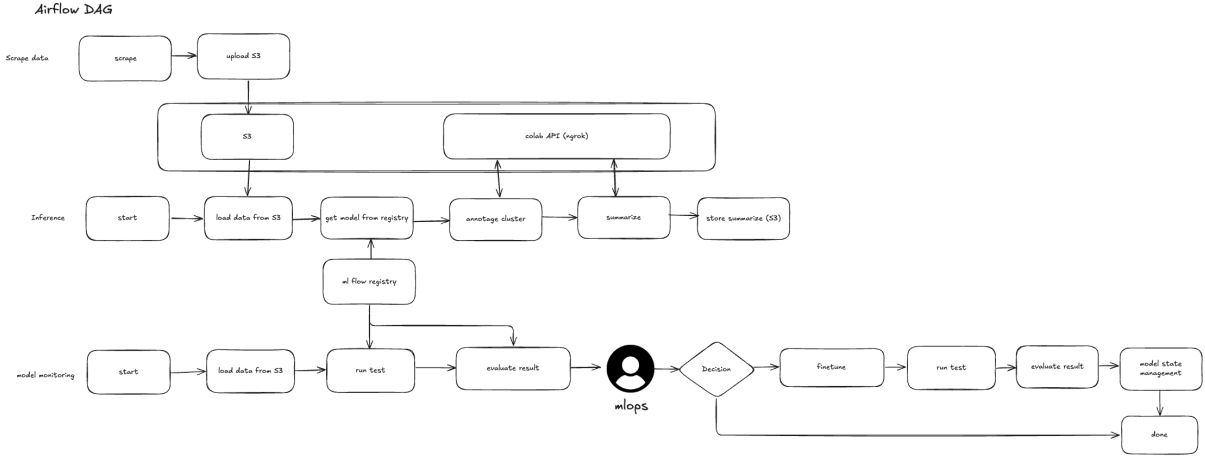 Airflow DAG
Scrape data
scrape
upload S3
S3
colab API (ngrok)
Inference
start
load data from S3
get model from registry
annotage cluster
summarize
store summarize (S3)
ml flow registry
model monitoring
start
load data from S3
run test
evaluate result
mlops
Decision
finetune
run test
evaluate result
model state
management
done